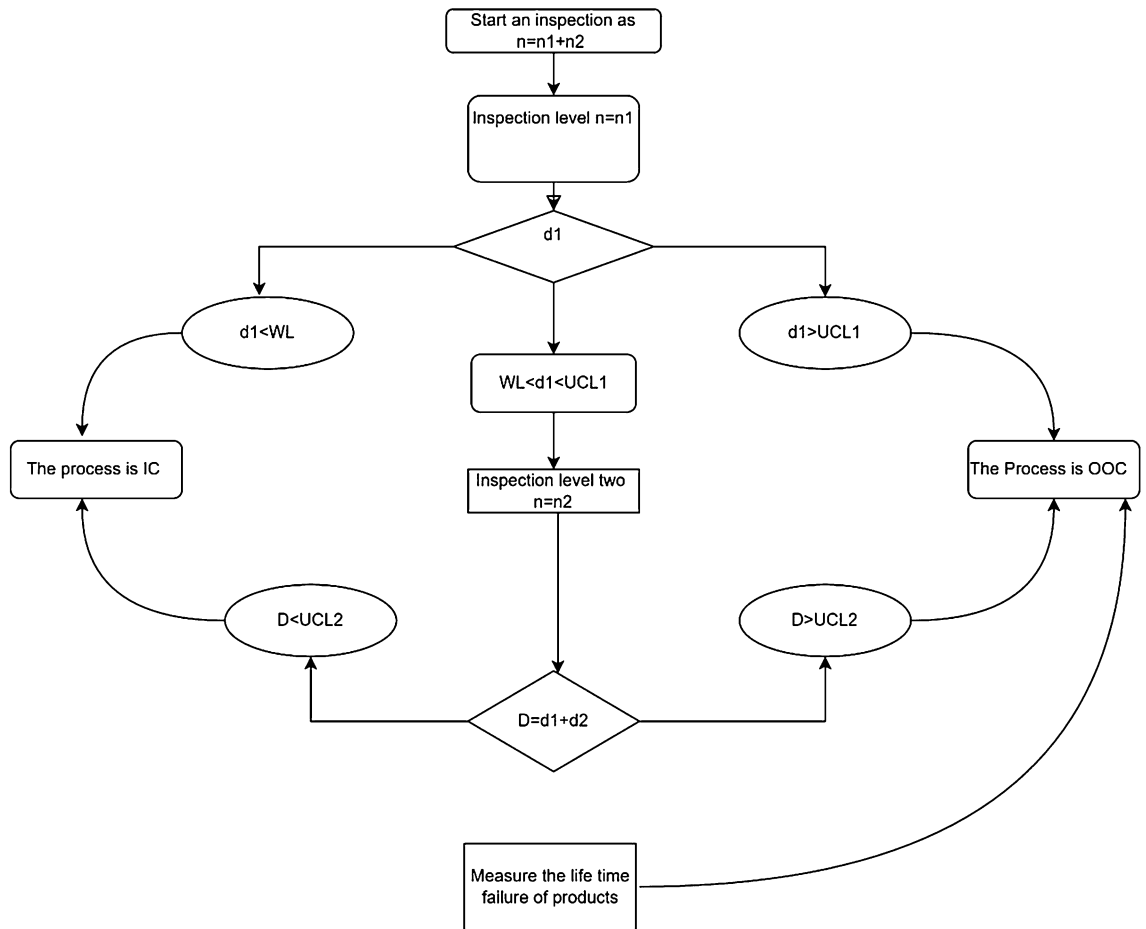 Start an inspection as
n=n1+n2
Inspection level n=n1
d1
d1<WL
d1>UCL1
WL<d1<UCL1
The process is IC
The Process is OOC
Inspection level two
n=n2
D<UCL2
D>UCL2
D=d1+d2
Measure the life time
failure of products